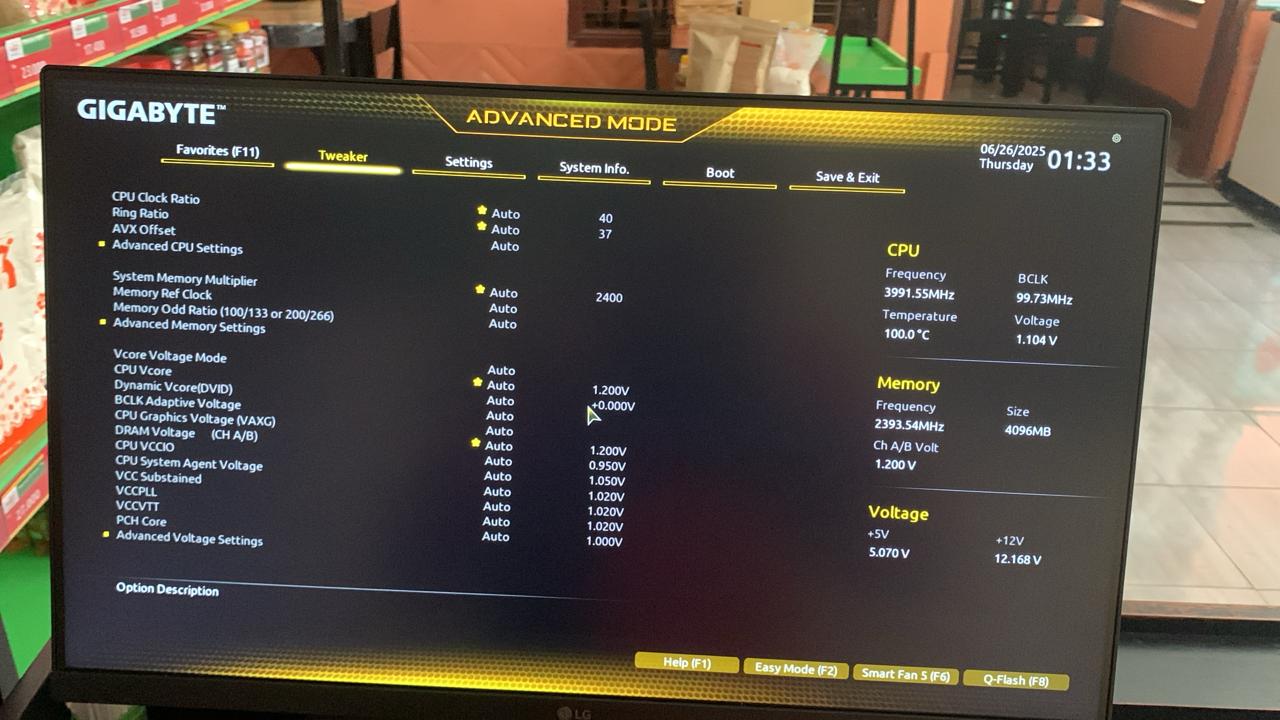 GIGABYTE™
ADVANCED MODE
Favorites (F11) Tweaker Settings System Info. Boot Save & Exit
06/26/2025 Thursday 01:33
CPU Clock Ratio Auto 40
Ring Ratio Auto 37
AVX Offset Auto
Advanced CPU Settings
System Memory Multiplier Auto 2400
Memory Ref Clock Auto
Memory Odd Ratio (100/133 or 200/266) Auto
Advanced Memory Settings
Vcore Voltage Mode Auto
CPU Vcore Auto 1.200V
Dynamic Vcore(DVID) Auto +0.000V
BCLK Adaptive Voltage Auto
CPU Graphics Voltage (VAXG) Auto
DRAM Voltage (CH A/B) Auto 1.200V
CPU VCCIO Auto 0.950V
CPU System Agent Voltage Auto 1.050V
VCC Substained Auto 1.020V
VCCPLL Auto 1.020V
VCCVTT Auto 1.020V
PCH Core Auto 1.000V
Advanced Voltage Settings
CPU
Frequency BCLK
3991.55MHz 99.73MHz
Temperature Voltage
100.0 °C 1.104 V
Memory
Frequency Size
2393.54MHz 4096MB
Ch A/B Volt
1.200 V
Voltage
+5V +12V
5.070 V 12.168 V
Option Description
Help (F1) Easy Mode (F2) Smart Fan 5 (F6) Q-Flash (F8)
LG